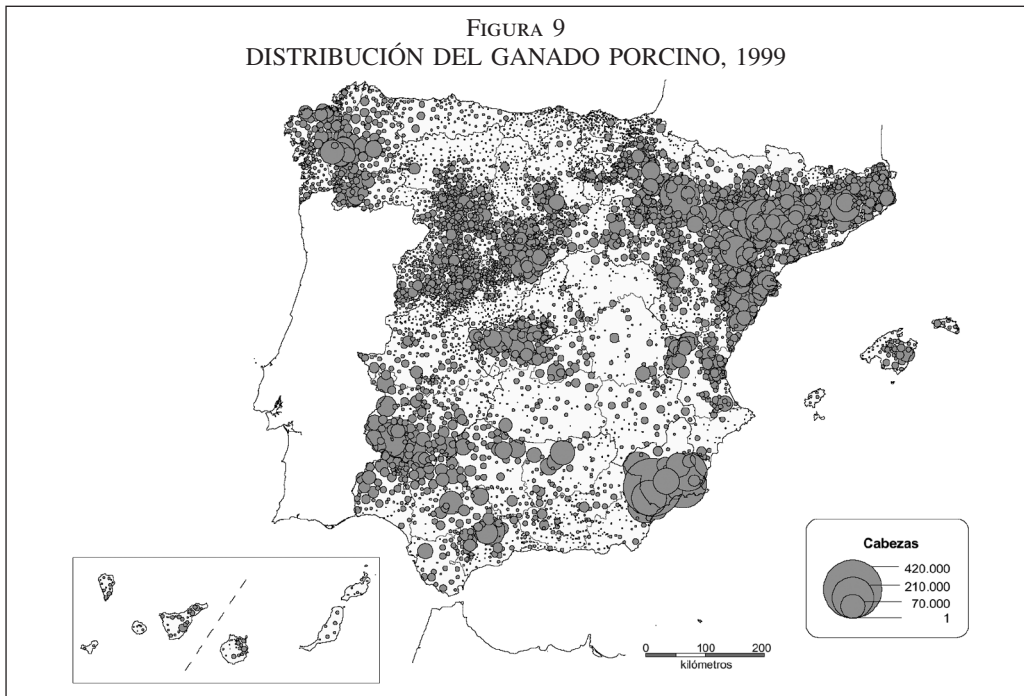 FIGURA 9
DISTRIBUCIÓN DEL GANADO PORCINO, 1999
Cabezas
420.000
210.000
70.000
1
0 100 200
kilómetros